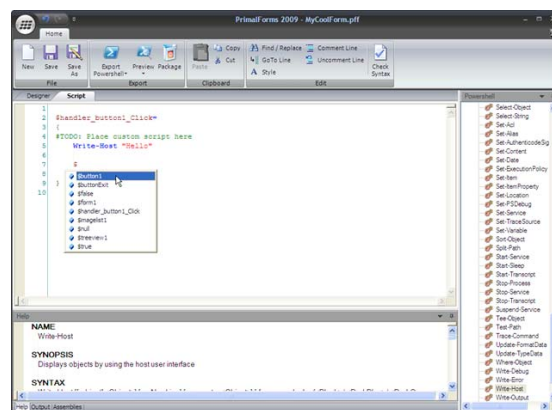 PrimalForms 2009 - MyCoolForm.pff
Home
New
Save
Save As
Export Powershell
Preview
Package
Paste
Copy
Cut
Find / Replace
GoTo Line
Style
Comment Line
Uncomment Line
Check Syntax
File
Export
Clipboard
Edit
Designer
Script
1
2 $handler_button1_Click=
3 {
4 #TODO: Place custom script here
5 Write-Host "Hello"
6
7 $
8
9 }
10
$button1
$buttonExit
$false
$form1
$handler_button1_Click
$imagelist1
$null
$treeview1
$true
Powershell
Select-Object
Select-String
Set-Acl
Set-Alias
Set-AuthenticodeSig
Set-Content
Set-Date
Set-ExecutionPolicy
Set-Item
Set-ItemProperty
Set-Location
Set-PSDebug
Set-Service
Set-TraceSource
Set-Variable
Sort-Object
Split-Path
Start-Service
Start-Sleep
Start-Transcript
Stop-Process
Stop-Service
Stop-Transcript
Suspend-Service
Tee-Object
Test-Path
Trace-Command
Update-FormatData
Update-TypeData
Where-Object
Write-Debug
Write-Error
Write-Host
Write-Output
Help
NAME
Write-Host
SYNOPSIS
Displays objects by using the host user interface
SYNTAX
Help Output Assemblies